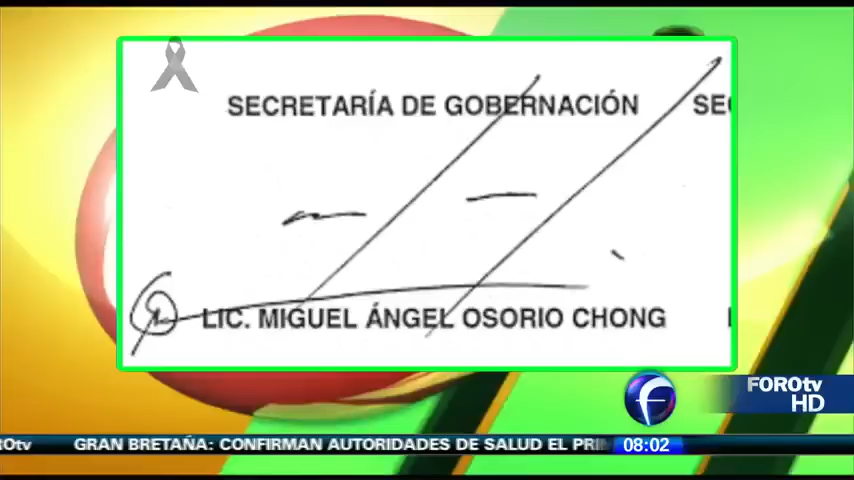 SECRETARÍA DE GOBERNACIÓN
LIC. MIGUEL ÁNGEL OSORIO CHONG
FOROtv
HD
GRAN BRETAÑA: CONFIRMAN AUTORIDADES DE SALUD EL
08:02